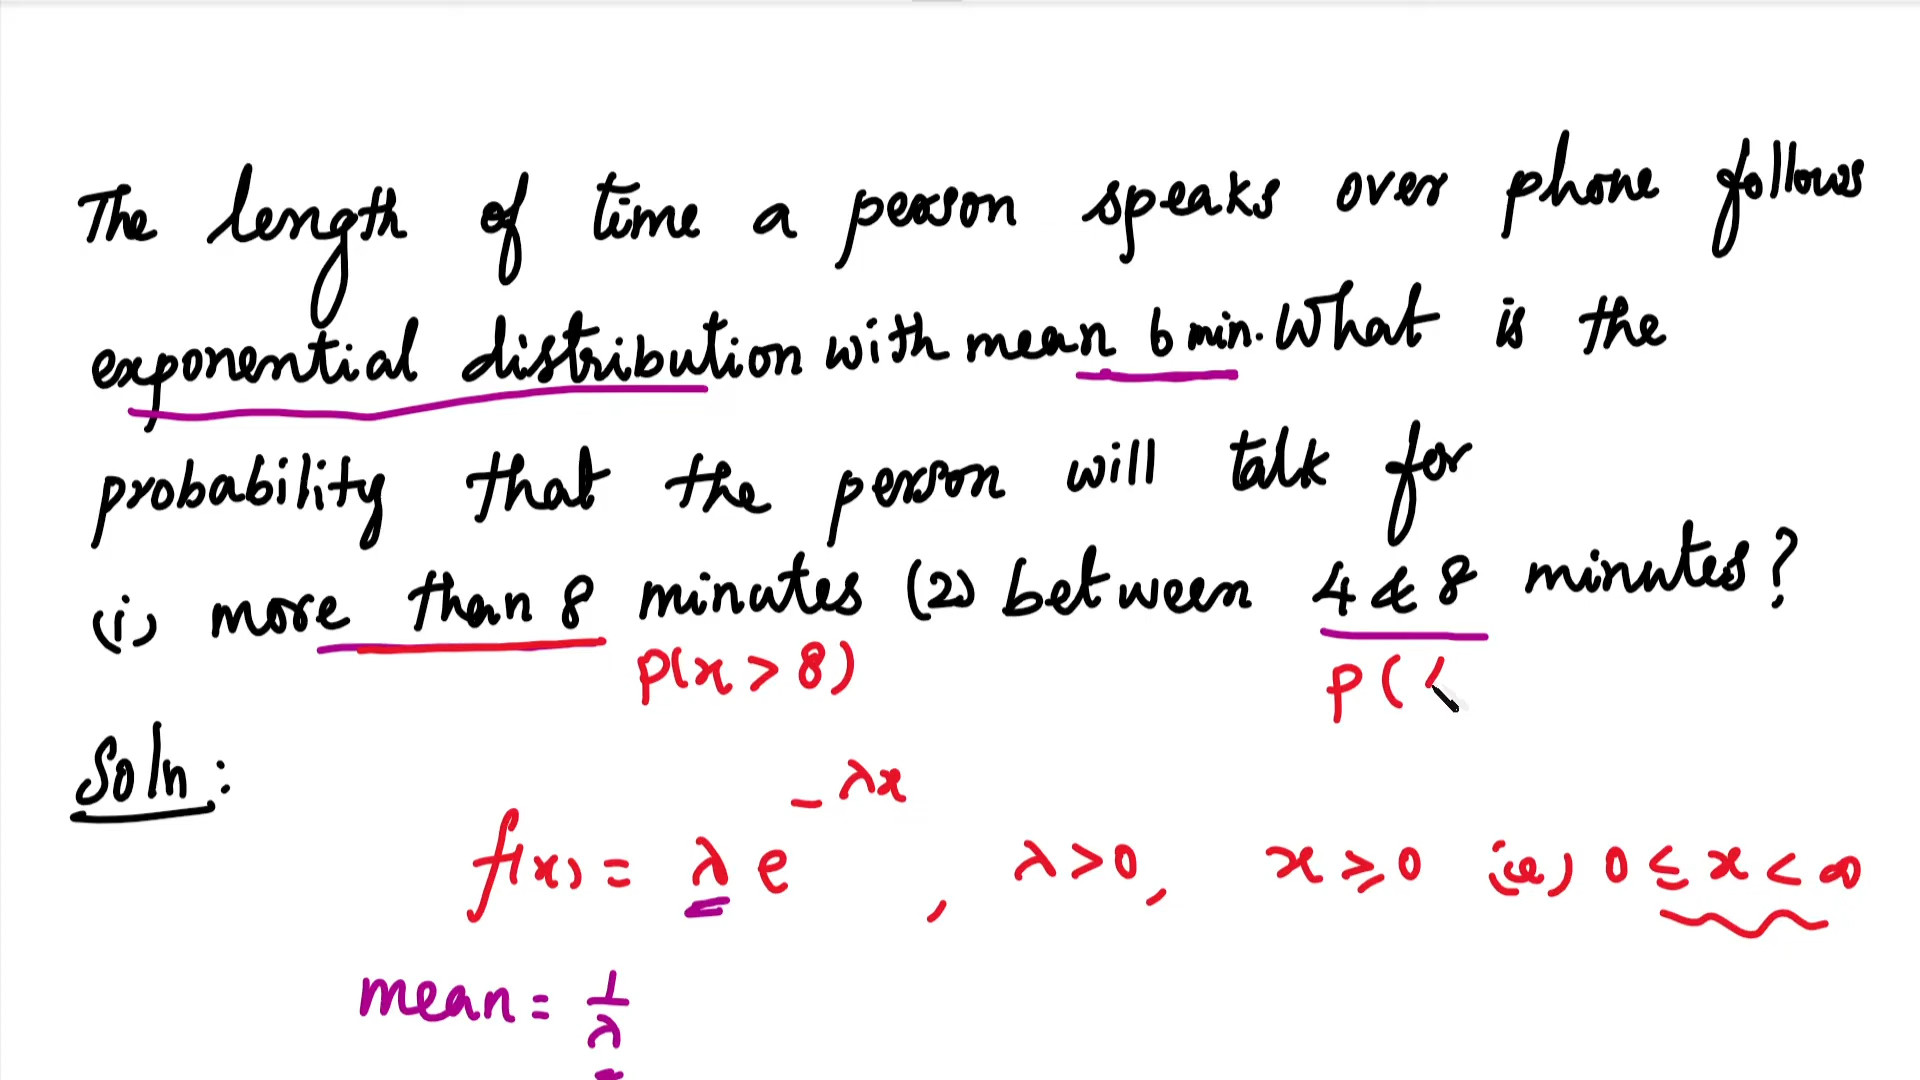 The length of time a person speaks over phone follows
exponential distribution with mean 6 min. What is the
probability that the person will talk for
(i) more than 8 minutes (2) between 4 & 8 minutes?
P(x > 8) P(
Soln:
f(x) = λ e^{-λx}, λ > 0, x ≥ 0 (ie) 0 ≤ x < ∞
mean = 1/λ